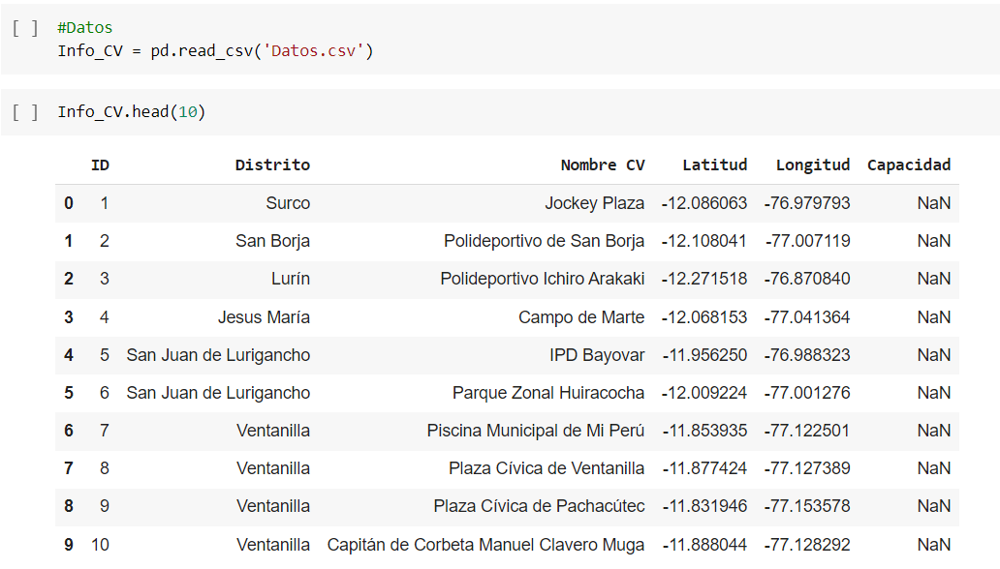 [ ] #Datos
Info_CV = pd.read_csv('Datos.csv')
[ ] Info_CV.head(10)
ID Distrito Nombre CV Latitud Longitud Capacidad
0 1 Surco Jockey Plaza -12.086063 -76.979793 NaN
1 2 San Borja Polideportivo de San Borja -12.108041 -77.007119 NaN
2 3 Lurín Polideportivo Ichiro Arakaki -12.271518 -76.870840 NaN
3 4 Jesus María Campo de Marte -12.068153 -77.041364 NaN
4 5 San Juan de Lurigancho IPD Bayovar -11.956250 -76.988323 NaN
5 6 San Juan de Lurigancho Parque Zonal Huiracocha -12.009224 -77.001276 NaN
6 7 Ventanilla Piscina Municipal de Mi Perú -11.853935 -77.122501 NaN
7 8 Ventanilla Plaza Cívica de Ventanilla -11.877424 -77.127389 NaN
8 9 Ventanilla Plaza Cívica de Pachacútec -11.831946 -77.153578 NaN
9 10 Ventanilla Capitán de Corbeta Manuel Clavero Muga -11.888044 -77.128292 NaN